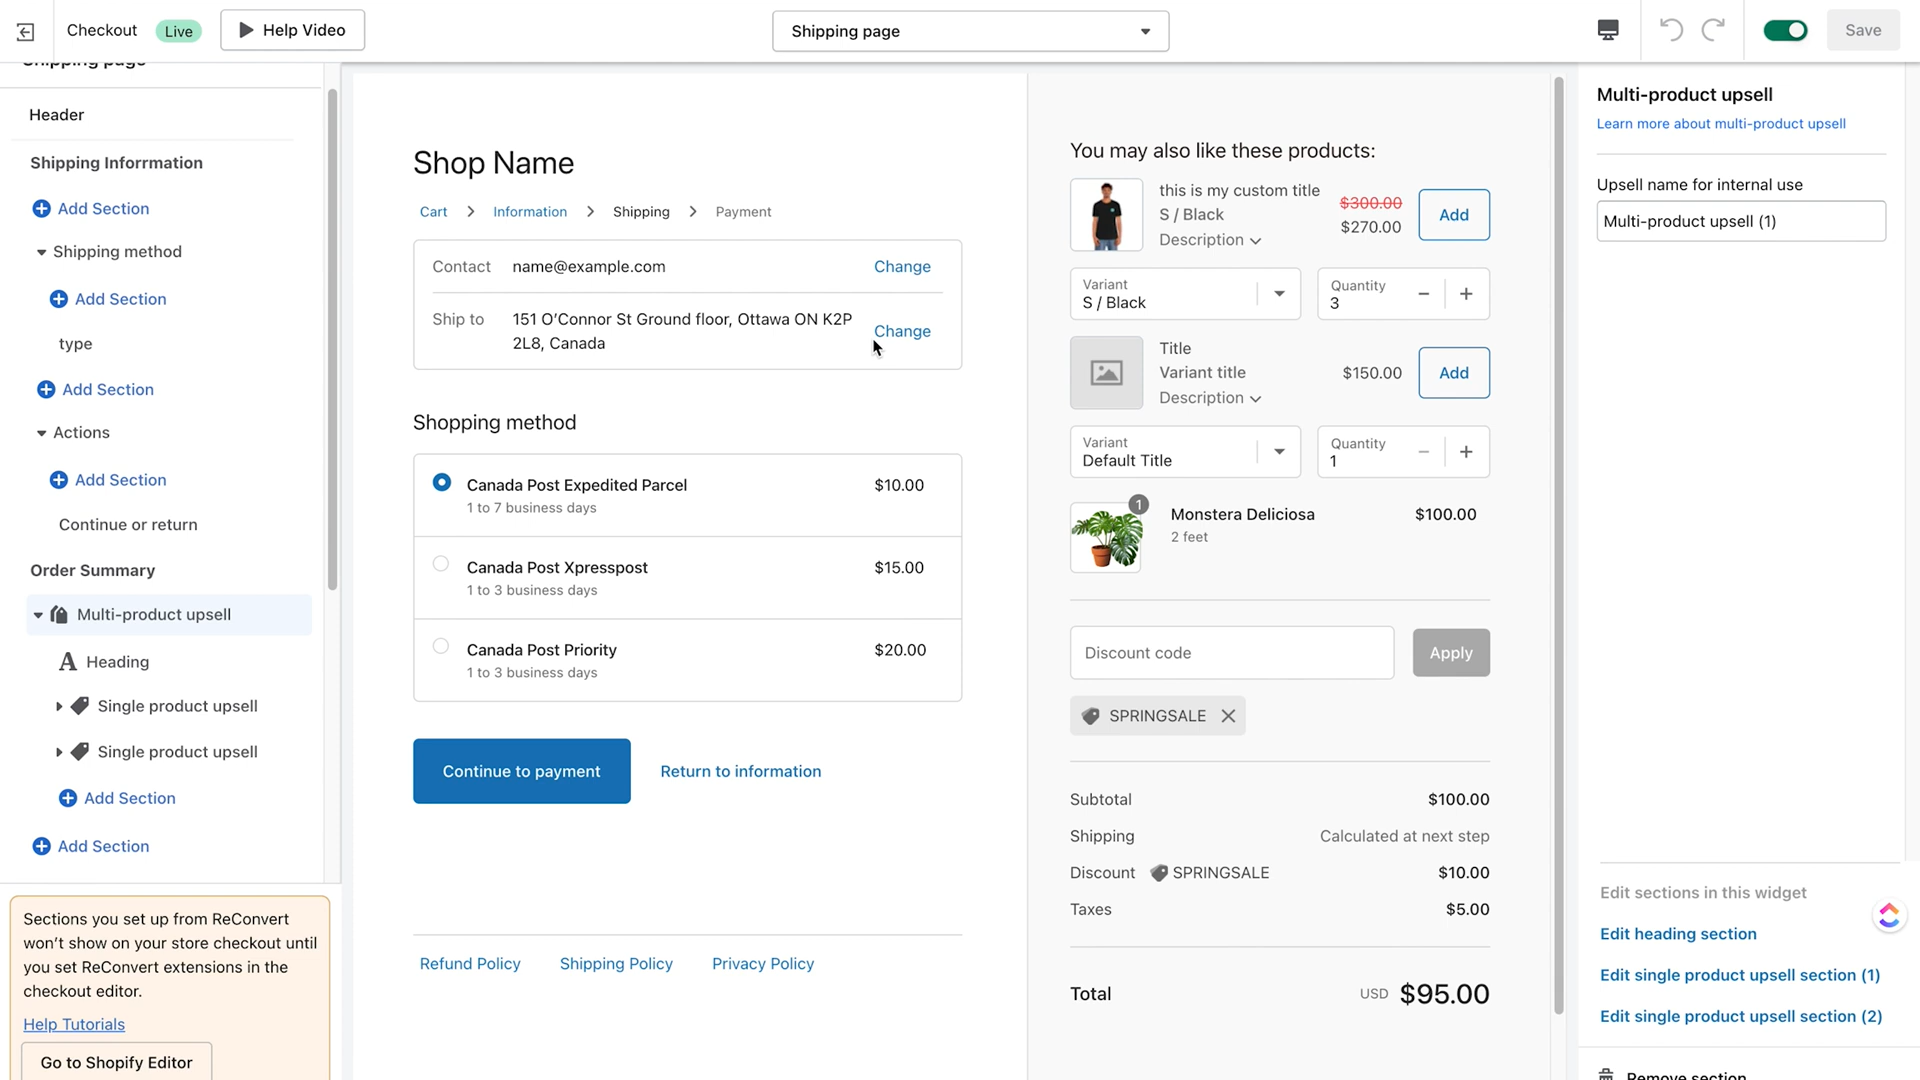 Checkout
Live
Help Video
Shipping page
Save
Shipping page
Header
Shipping Inforrmation
Add Section
Shipping method
Add Section
type
Add Section
Actions
Add Section
Continue or return
Order Summary
Multi-product upsell
Heading
Single product upsell
Single product upsell
Add Section
Add Section
Sections you set up from ReConvert
won't show on your store checkout until
you set ReConvert extensions in the
checkout editor.
Help Tutorials
Go to Shopify Editor
Shop Name
Cart > Information > Shipping > Payment
Contact name@example.com Change
Ship to 151 O'Connor St Ground floor, Ottawa ON K2P
2L8, Canada
Change
Shopping method
Canada Post Expedited Parcel $10.00
1 to 7 business days
Canada Post Xpresspost $15.00
1 to 3 business days
Canada Post Priority $20.00
1 to 3 business days
Continue to payment
Return to information
Refund Policy Shipping Policy Privacy Policy
You may also like these products:
this is my custom title
S / Black
Description
$300.00
$270.00
Add
Variant
S / Black
Quantity
3
Title
Variant title
Description
$150.00
Add
Variant
Default Title
Quantity
1
1
Monstera Deliciosa $100.00
2 feet
Discount code
Apply
SPRINGSALE
Subtotal $100.00
Shipping Calculated at next step
Discount SPRINGSALE $10.00
Taxes $5.00
Total USD $95.00
Multi-product upsell
Learn more about multi-product upsell
Upsell name for internal use
Multi-product upsell (1)
Edit sections in this widget
Edit heading section
Edit single product upsell section (1)
Edit single product upsell section (2)
Remove section